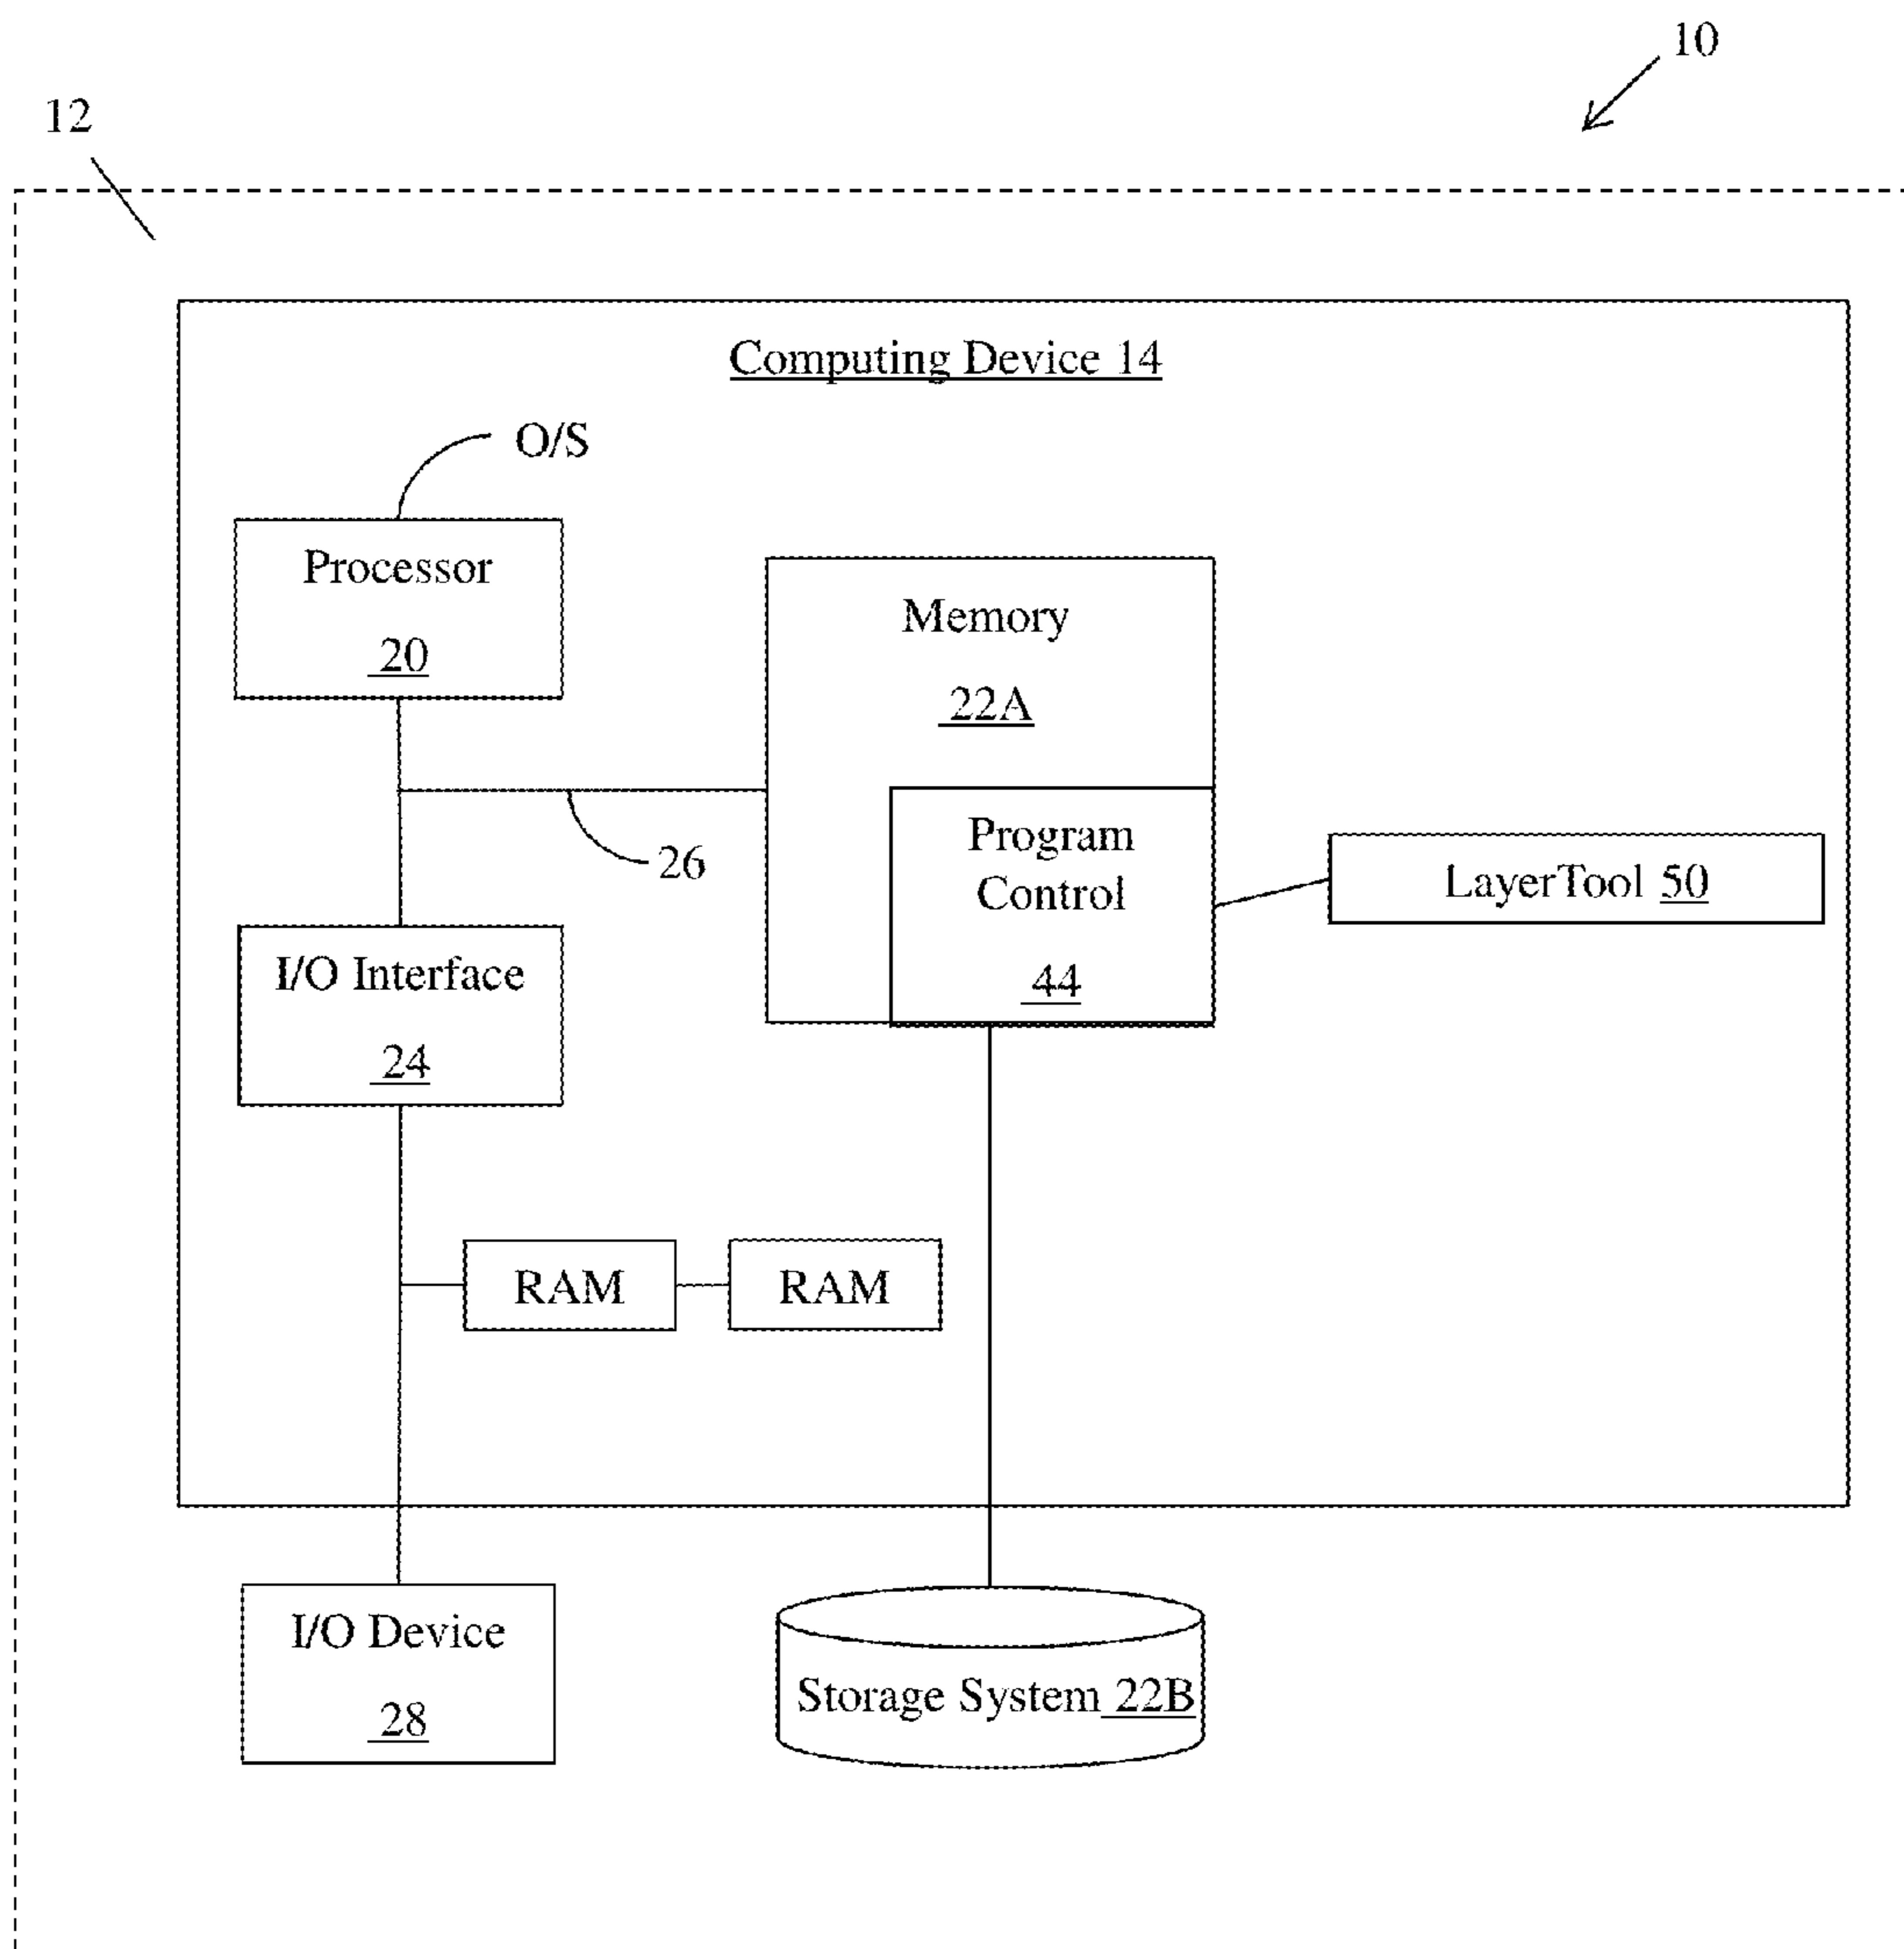 10
12
Computing Device 14
O/S
Processor
20
Memory
22A
26
Program
Control
44
LayerTool 50
I/O Interface
24
RAM
RAM
I/O Device
28
Storage System 22B